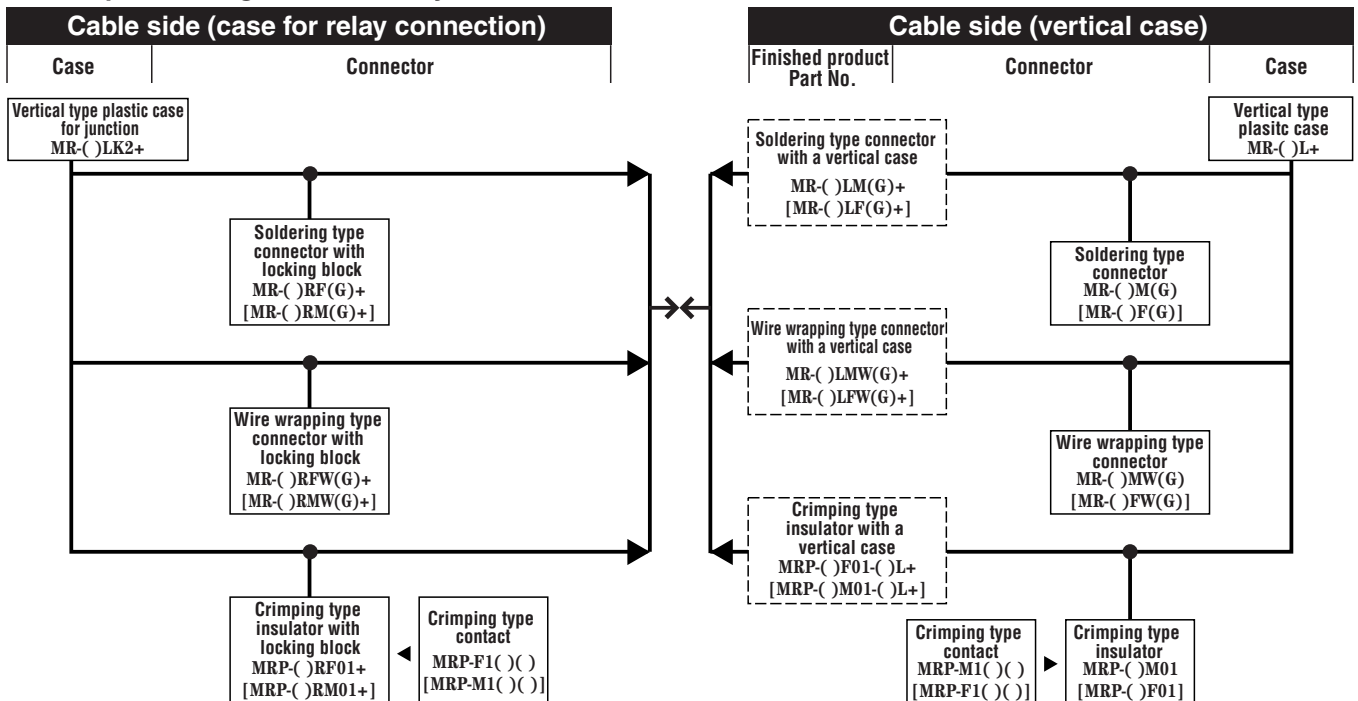 Cable side (case for relay connection)
Case
Connector
Vertical type plastic case
for junction
MR-( )LK2+
Soldering type
connector with
locking block
MR-( )RF(G)+
[MR-( )RM(G)+]
Wire wrapping type
connector with
locking block
MR-( )RFW(G)+
[MR-( )RMW(G)+]
Crimping type
insulator with
locking block
MRP-( )RF01+
[MRP-( )RM01+]
Crimping type
contact
MRP-F1( )( )
[MRP-M1( )( )]
Cable side (vertical case)
Finished product
Part No.
Connector
Case
Soldering type connector
with a vertical case
MR-( )LM(G)+
[MR-( )LF(G)+]
Vertical type
plasitc case
MR-( )L+
Soldering type
connector
MR-( )M(G)
[MR-( )F(G)]
Wire wrapping type connector
with a vertical case
MR-( )LMW(G)+
[MR-( )LFW(G)+]
Wire wrapping type
connector
MR-( )MW(G)
[MR-( )FW(G)]
Crimping type
insulator with a
vertical case
MRP-( )F01-( )L+
[MRP-( )M01-( )L+]
Crimping type
contact
MRP-M1( )( )
[MRP-F1( )( )]
Crimping type
insulator
MRP-( )M01
[MRP-( )F01]